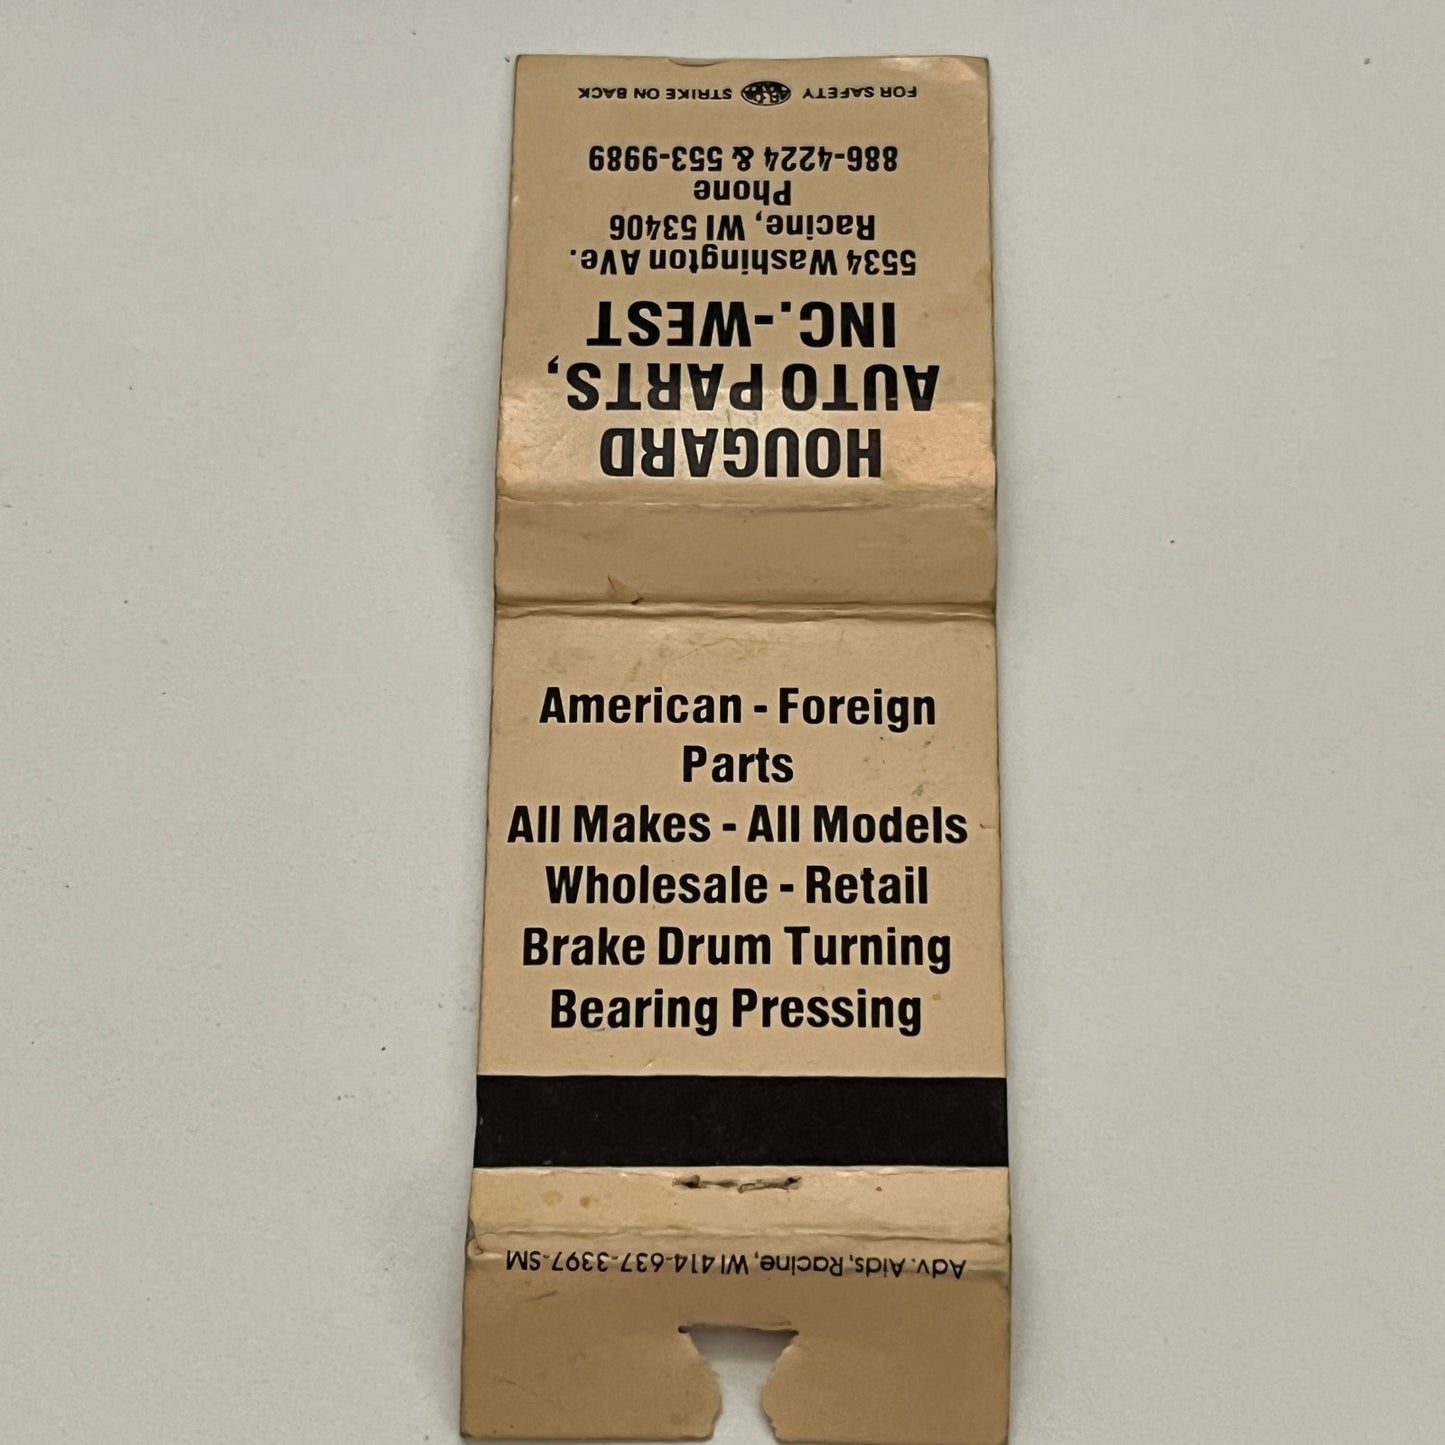 FOR SAFETY STRIKE ON BACK
HOUGARD
AUTO PARTS,
INC.-WEST
5534 Washington AVe.
Racine, WI 53406
Phone
886-4224 & 553-9989
American - Foreign
Parts
All Makes - All Models
Wholesale - Retail
Brake Drum Turning
Bearing Pressing
Adv. Aids, Racine, WI 414-637-3397-SM